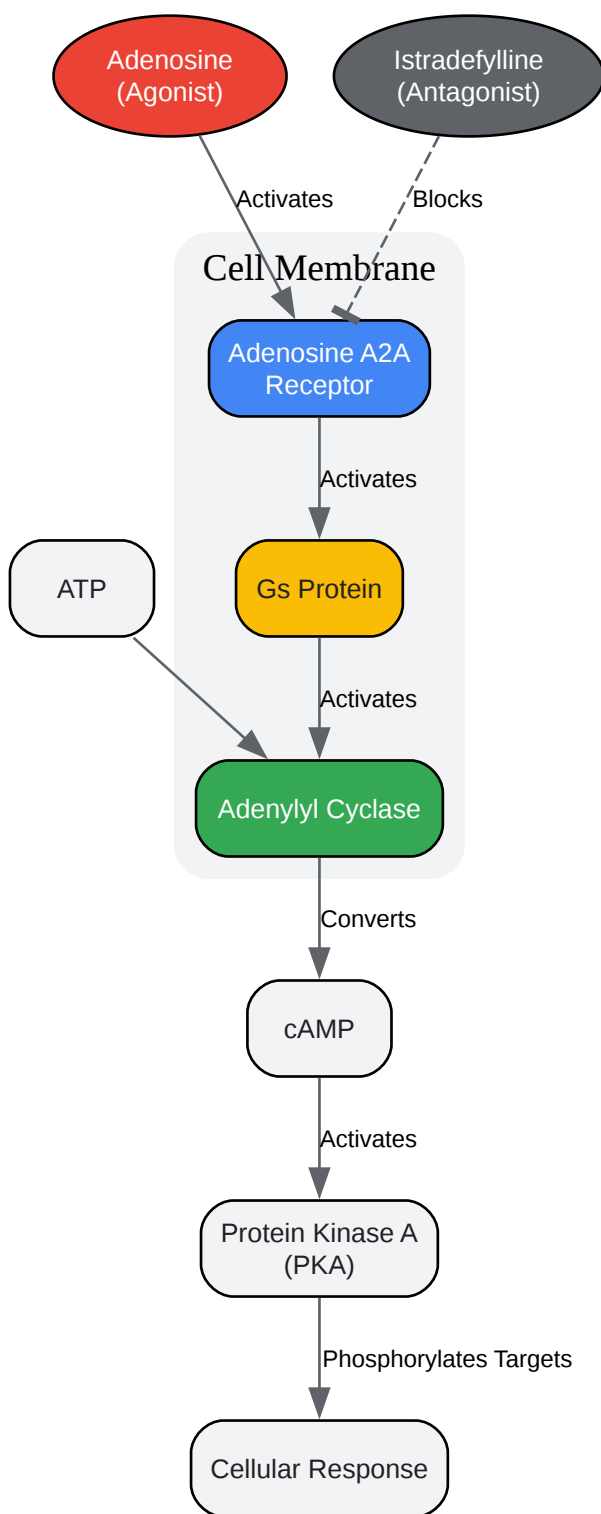 Adenosine
(Agonist)
Istradefylline
(Antagonist)
Activates
Blocks
Cell Membrane
Adenosine A2A
Receptor
Activates
ATP
Gs Protein
Activates
Adenylyl Cyclase
Converts
cAMP
Activates
Protein Kinase A
(PKA)
Phosphorylates Targets
Cellular Response